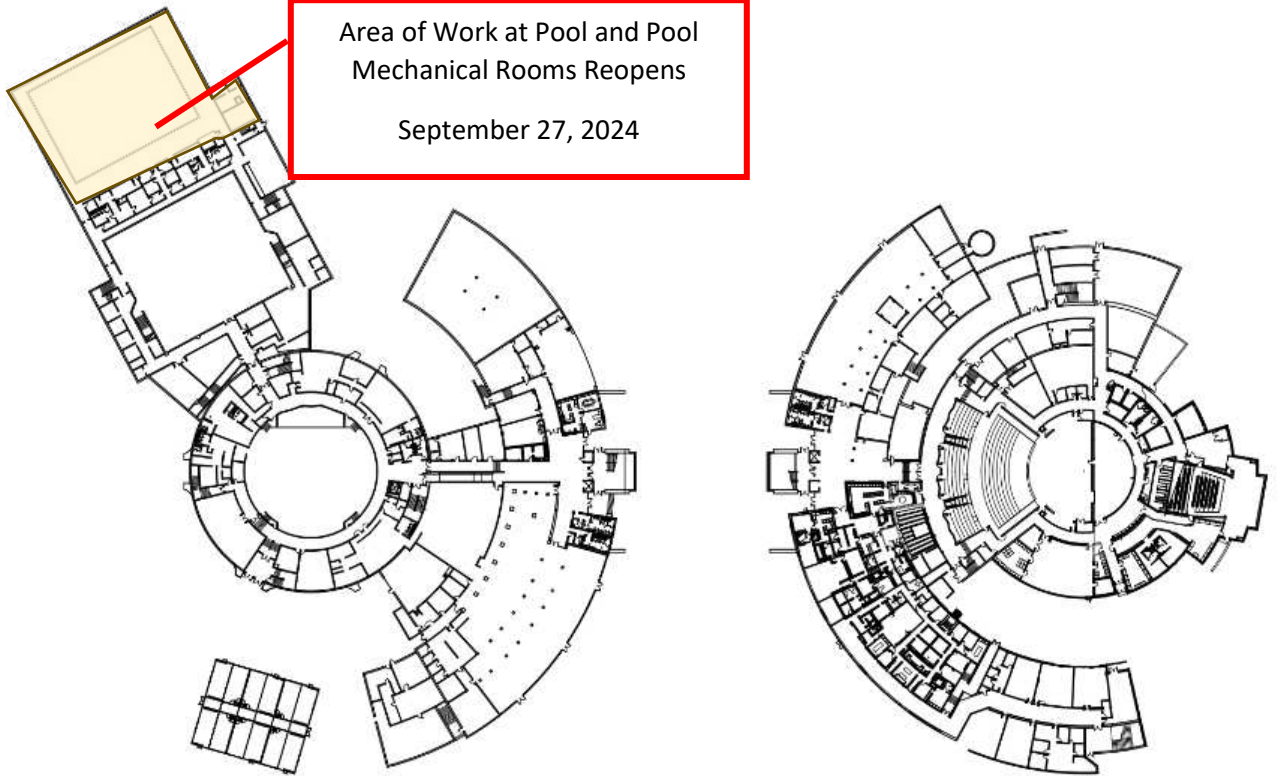 Area of Work at Pool and Pool
Mechanical Rooms Reopens
September 27, 2024